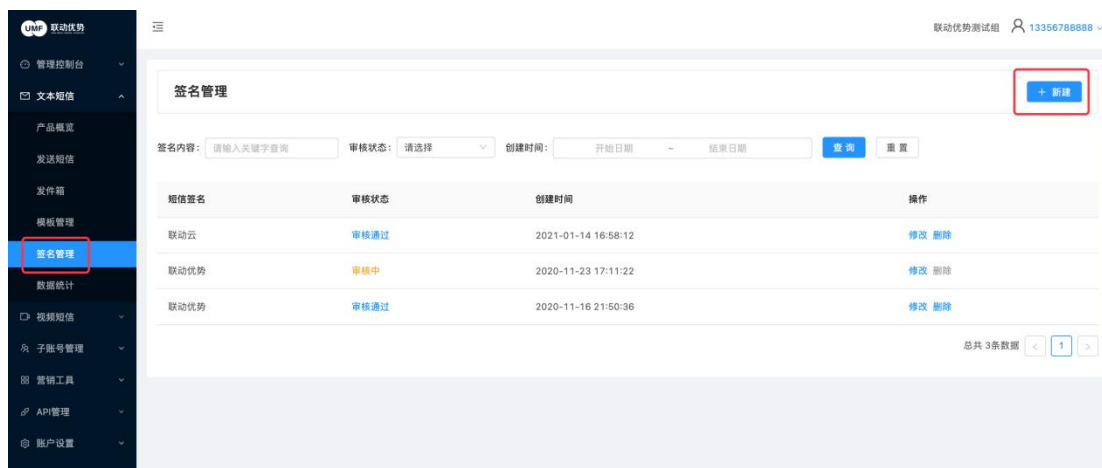 UMF 联动优势
联动优势测试组 13356788888
管理控制台
文本短信
产品概览
发送短信
发件箱
模板管理
签名管理
数据统计
视频短信
子账号管理
营销工具
API管理
账户设置
签名管理
+ 新建
签名内容: 请输入关键字查询 审核状态: 请选择 创建时间: 开始日期 ~ 结束日期 查询 重置
短信签名 审核状态 创建时间 操作
联动云 审核通过 2021-01-14 16:58:12 修改 删除
联动优势 审核中 2020-11-23 17:11:22 修改 删除
联动优势 审核通过 2020-11-16 21:50:36 修改 删除
总共 3条数据 < 1 >